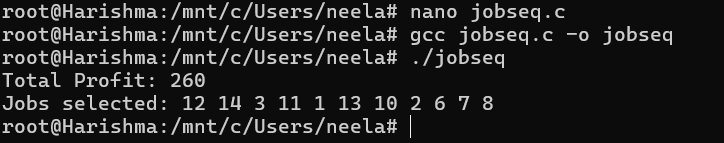 root@Harishma:/mnt/c/Users/neela# nano jobseq.c
root@Harishma:/mnt/c/Users/neela# gcc jobseq.c -o jobseq
root@Harishma:/mnt/c/Users/neela# ./jobseq
Total Profit: 260
Jobs selected: 12 14 3 11 1 13 10 2 6 7 8
root@Harishma:/mnt/c/Users/neela#